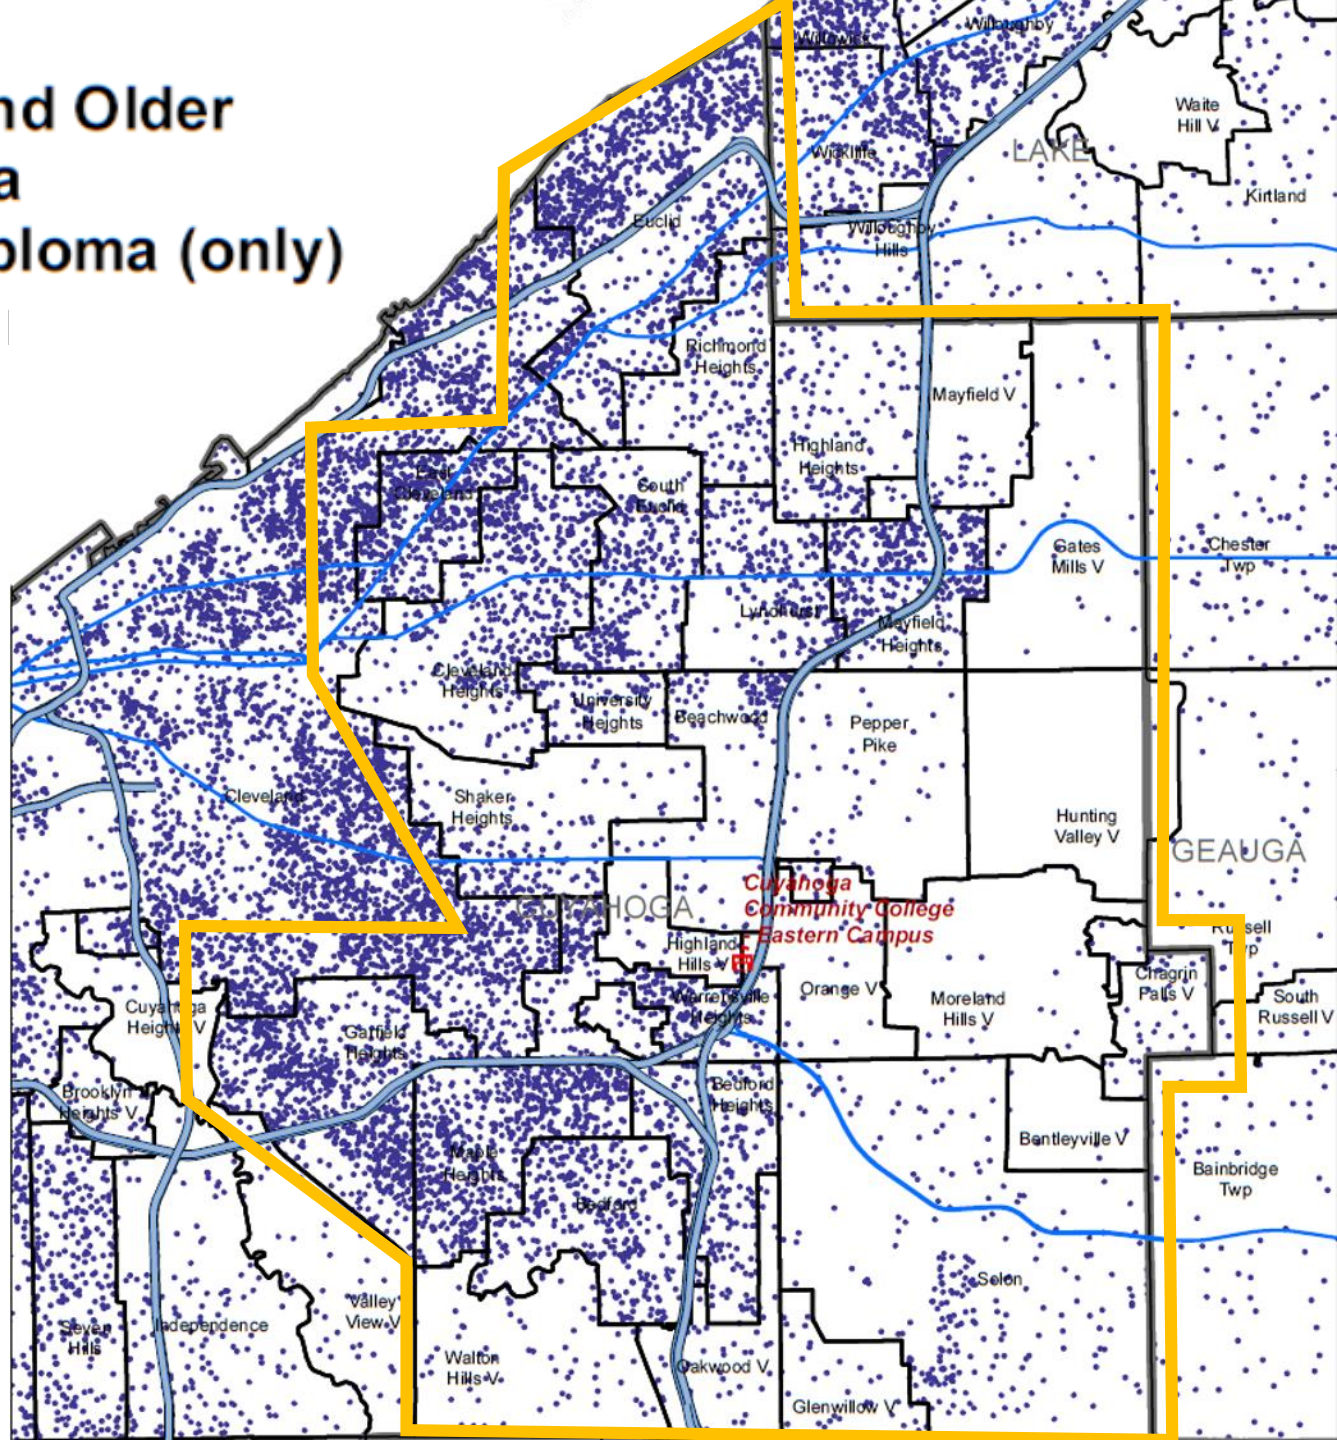 nd Older
a
ploma (only)
Willowick
Willoughby
Waite
Hill V
LAKE
Wickliffe
Kirtland
Euclid
Willoughby
Hills
Richmond
Heights
Mayfield V
Highland
Heights
East
Cleveland
South
Euclid
Gates
Mills V
Chester
Twp
Lyndhurst
Mayfield
Heights
Cleveland
Heights
University
Heights
Beachwood
Pepper
Pike
Cleveland
Shaker
Heights
Hunting
Valley V
GEAUGA
CUYAHOGA
Cuyahoga
Community College
- Eastern Campus
Highland
Hills V
Russell
Twp
Chagrin
Falls V
Orange V
Moreland
Hills V
South
Russell V
Warrensville
Heights
Cuyahoga
Heights V
Garfield
Heights
Brooklyn
Heights V
Bedford
Heights
Bentleyville V
Maple
Heights
Bainbridge
Twp
Bedford
Solon
Valley
View V
Independence
Seven
Hills
Walton
Hills V
Oakwood V
Glenwillow V